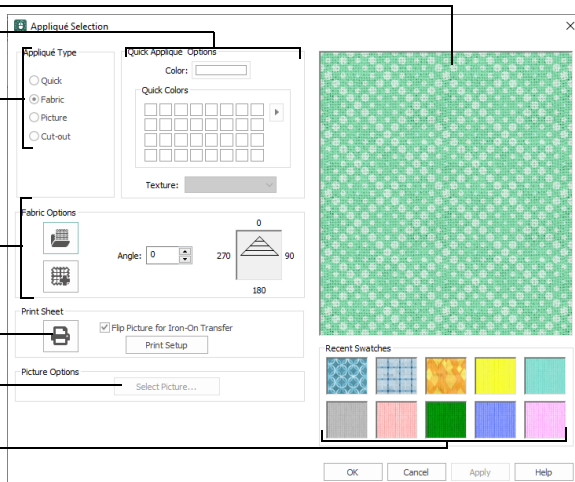 Appliqué Selection
Appliqué Type
Quick
Fabric
Picture
Cut-out
Quick Applique Options
Color:
Quick Colors
Texture:
Fabric Options
Angle: 0
0
270
90
180
Print Sheet
Flip Picture for Iron-On Transfer
Print Setup
Picture Options
Select Picture...
Recent Swatches
OK
Cancel
Apply
Help